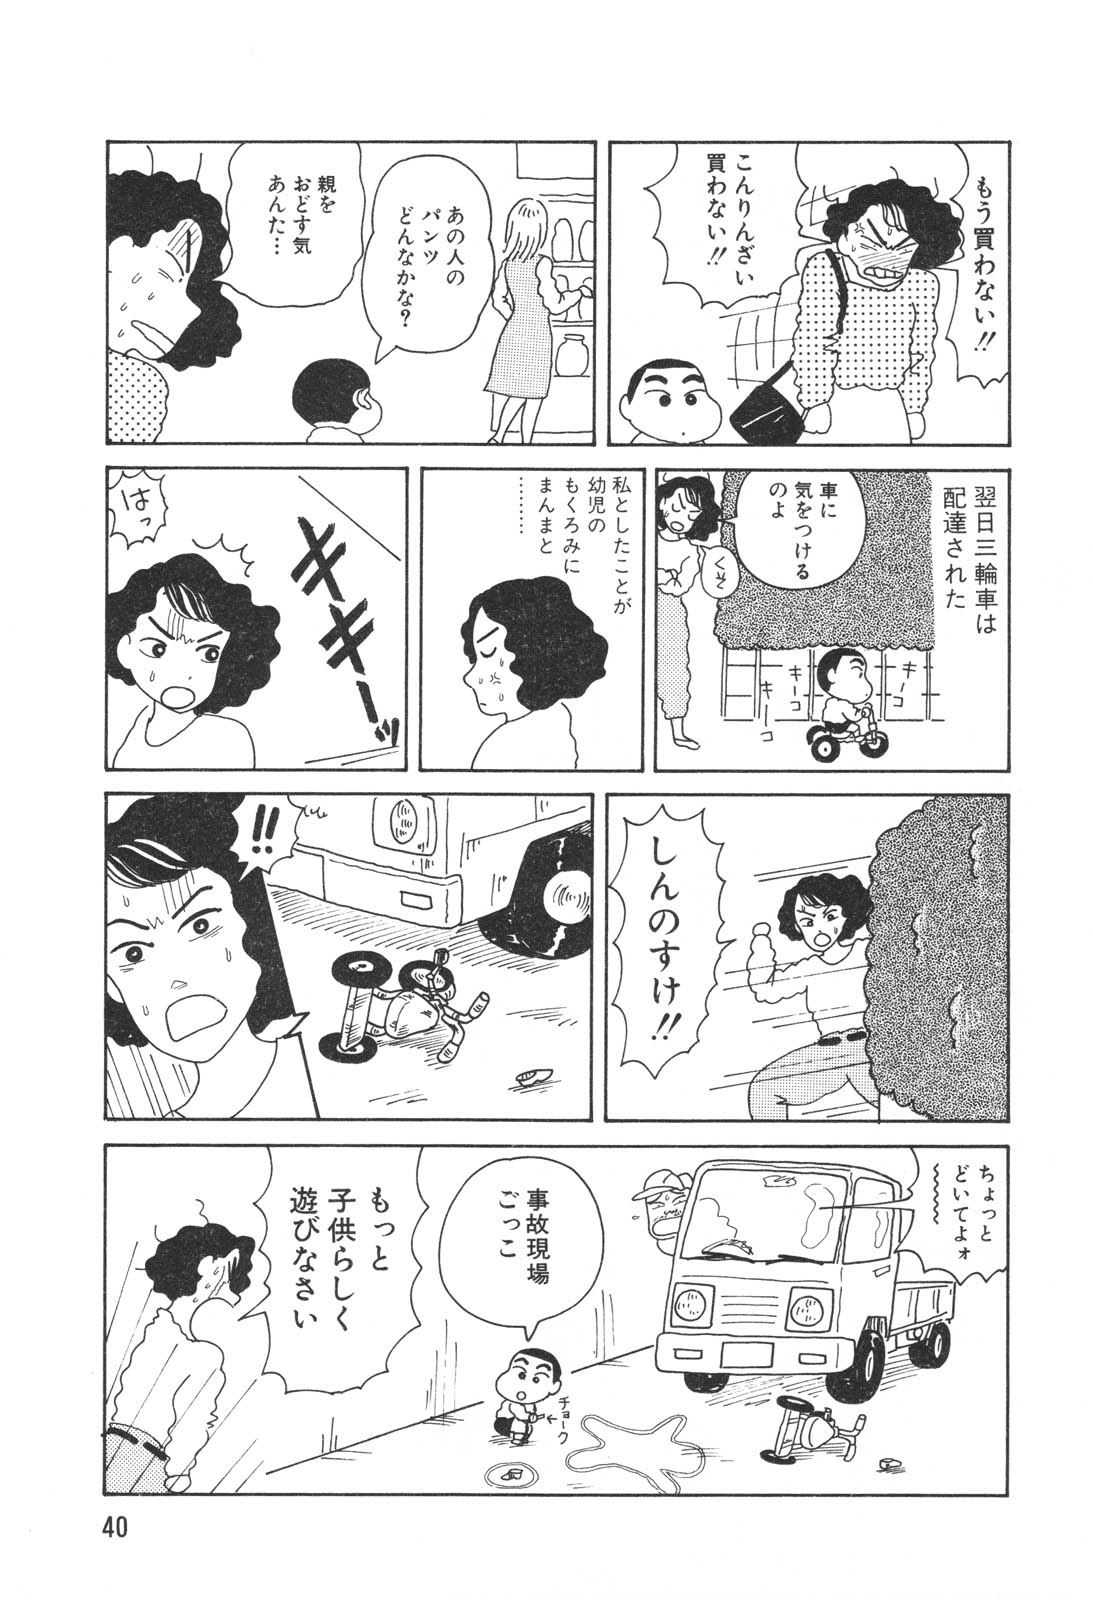 もう買わない!!
こんりんざい
買わない!!
あの人の
パンツ
どんなかな?
親を
おどす気
あんた…
翌日三輪車は
配達された
車に
気をつける
のよ
くそ
キーコ
キーコ
私としたことが
幼児の
もくろみに
まんまと
………
キキーーッ
はっ
しんのすけ!!
!!
ちょっと
どいてよォ
事故現場
ごっこ
チョーク
もっと
子供らしく
遊びなさい
40